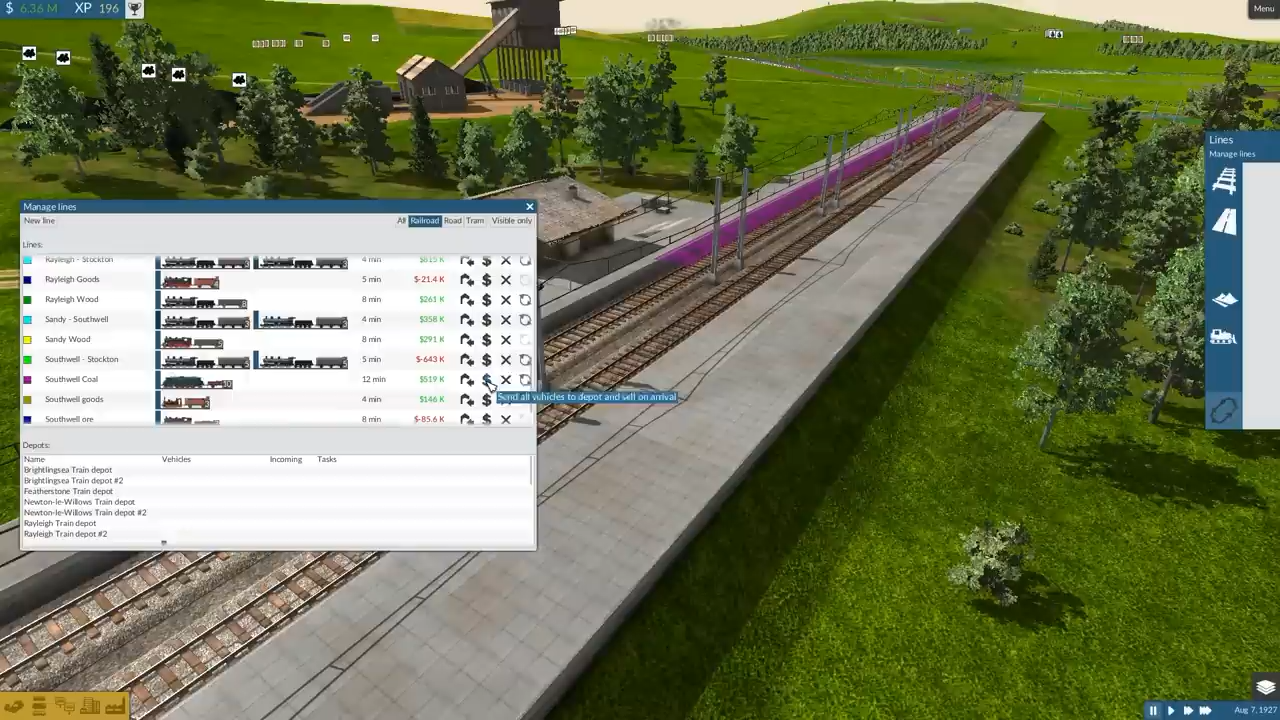 $ 6.36 M XP 196
Menu
Lines
Manage lines
Manage lines
New line All Railroad Road Tram Visible only
Lines:
Rayleigh - Stockton 4 min $815 K
Rayleigh Goods 5 min $-21.4 K
Rayleigh Wood 8 min $261 K
Sandy - Southwell 4 min $358 K
Sandy Wood 8 min $291 K
Southwell - Stockton 5 min $-643 K
Southwell Coal 12 min $519 K
Send all vehicles to depot and sell on arrival
Southwell goods 4 min $146 K
Southwell ore 8 min $-85.6 K
Depots:
Name Vehicles Incoming Tasks
Brightlingsea Train depot
Brightlingsea Train depot #2
Featherstone Train depot
Newton-le-Willows Train depot
Newton-le-Willows Train depot #2
Rayleigh Train depot
Rayleigh Train depot #2
Aug 7, 1927